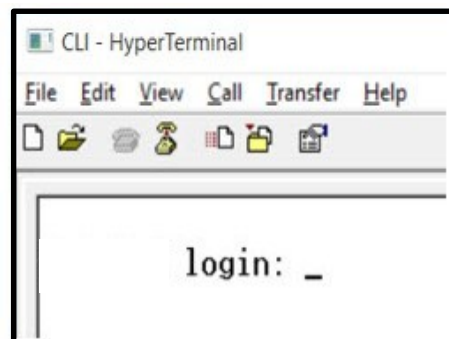 CLI - HyperTerminal
File Edit View Call Transfer Help
login: _